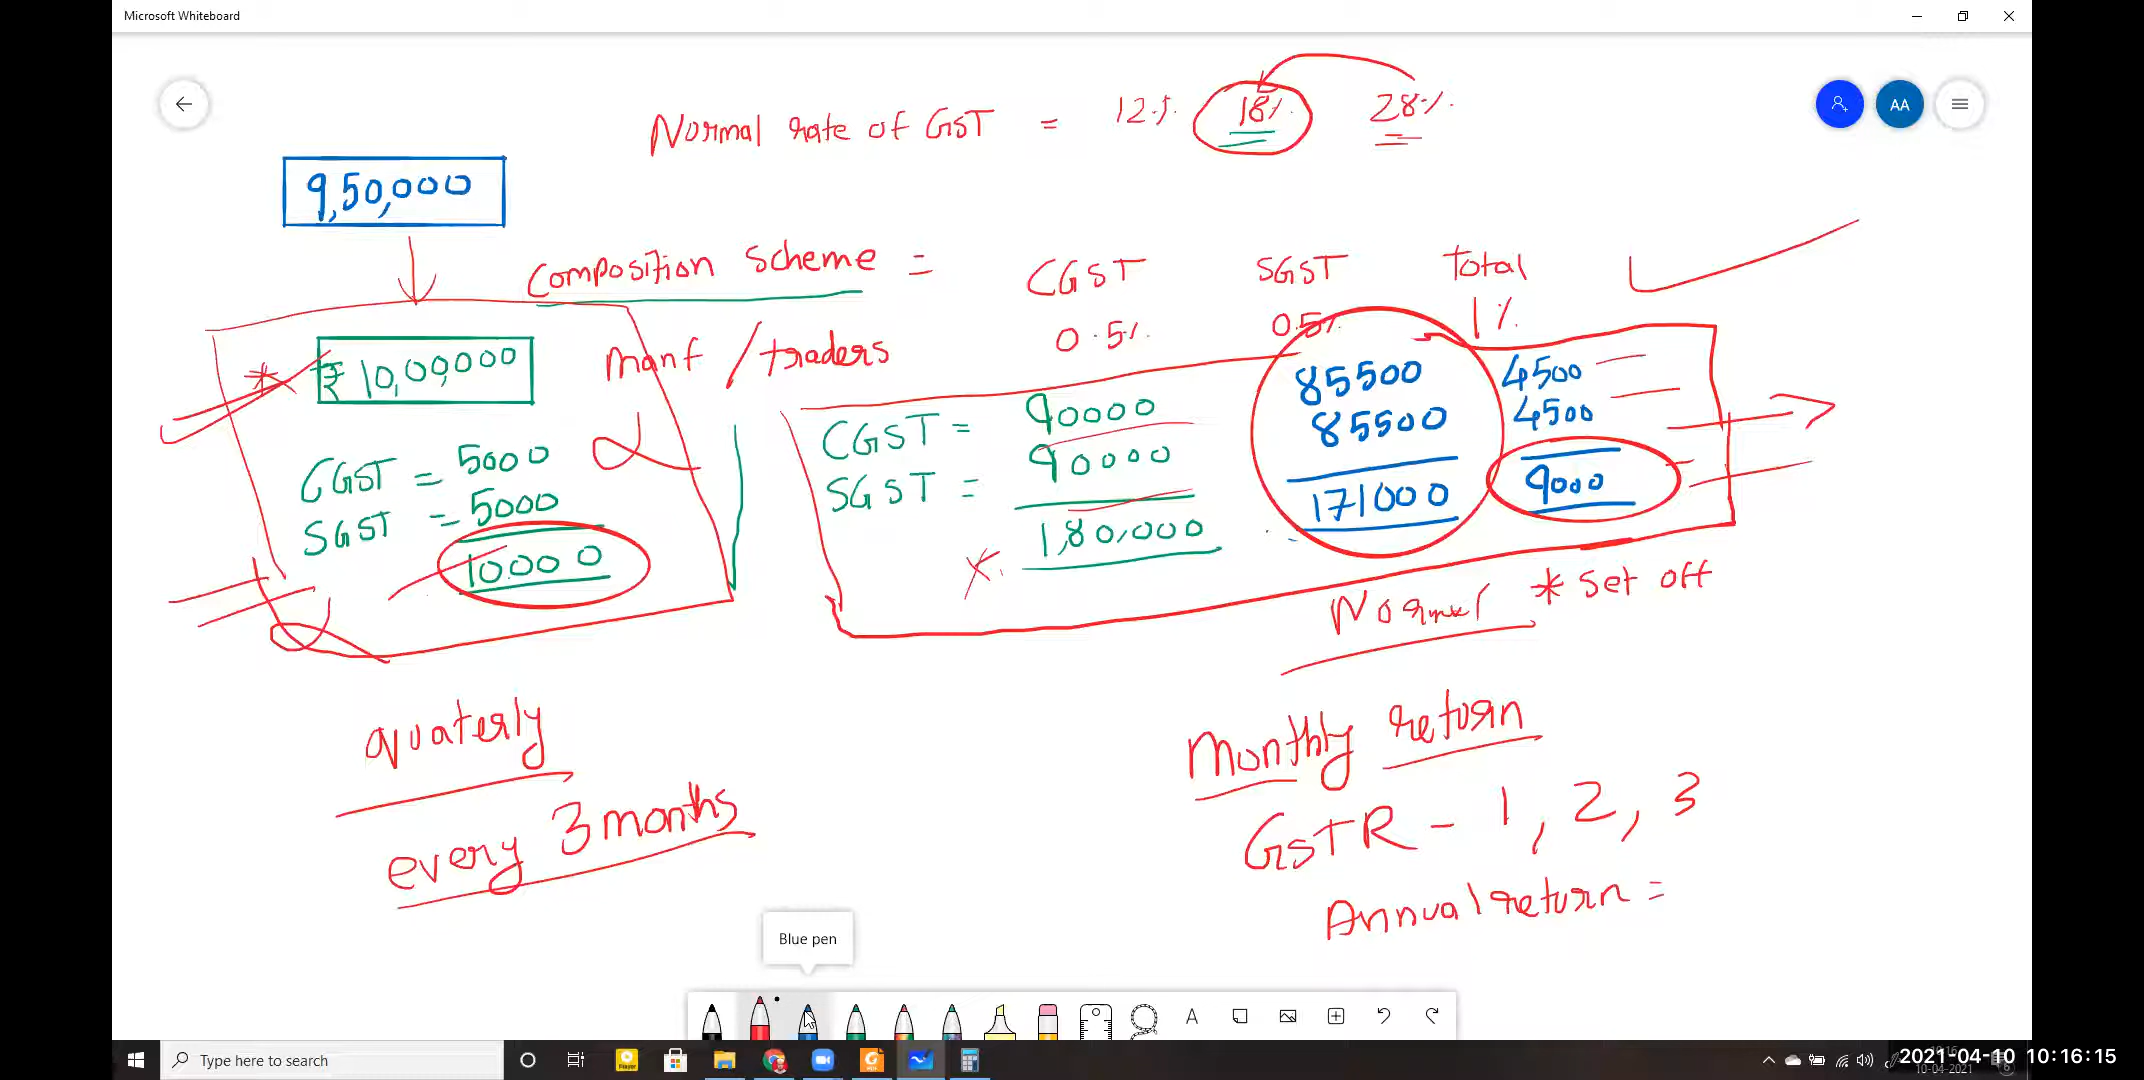 Microsoft Whiteboard
AA
Normal rate of GST = 12% 18% 28%
9,50,000
Composition scheme = CGST SGST Total
0.5% 0.5% 1%
Manf / traders
* ₹ 10,00,000
CGST = 5000
SGST = 5000
10000
CGST = 90000
SGST = 90000
1,80,000
85500
85500
171000
4500
4500
9000
Normal * Set off
quaterly
every 3 months
Monthly return
GSTR - 1, 2, 3
Annual return =
Blue pen
A
Type here to search
2021-04-10 10:16:15
10-04-2021